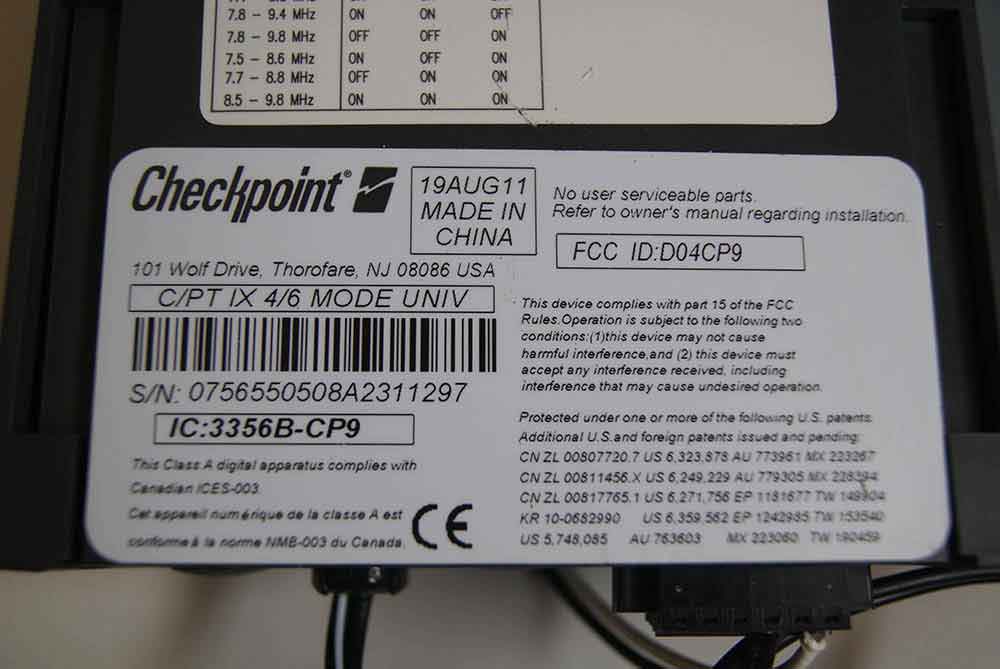 7.8 - 9.4 MHz ON ON OFF
7.8 - 9.8 MHz OFF OFF ON
7.5 - 8.6 MHz ON OFF ON
7.7 - 8.8 MHz OFF ON ON
8.5 - 9.8 MHz ON ON ON
Checkpoint®
19AUG11
MADE IN
CHINA
No user serviceable parts.
Refer to owner's manual regarding installation.
FCC ID:D04CP9
101 Wolf Drive, Thorofare, NJ 08086 USA
C/PT IX 4/6 MODE UNIV
S/N: 0756550508A2311297
IC:3356B-CP9
This Class A digital apparatus complies with
Canadian ICES-003.
Cet appareil numérique de la classe A est
conforme à la norme NMB-003 du Canada.
CE
This device complies with part 15 of the FCC
Rules.Operation is subject to the following two
conditions:(1)this device may not cause
harmful interference,and (2) this device must
accept any interference received, including
interference that may cause undesired operation.
Protected under one or more of the following U.S. patents.
Additional U.S.and foreign patents issued and pending:
CN ZL 00807720.7 US 6,323,878 AU 773961 MX 223267
CN ZL 00811456.X US 6,249,229 AU 779305 MX 228394
CN ZL 00817765.1 US 6,271,756 EP 1181677 TW 149904
KR 10-0682990 US 6,359,562 EP 1242985 TW 153540
US 5,748,085 AU 763603 MX 223060 TW 190459